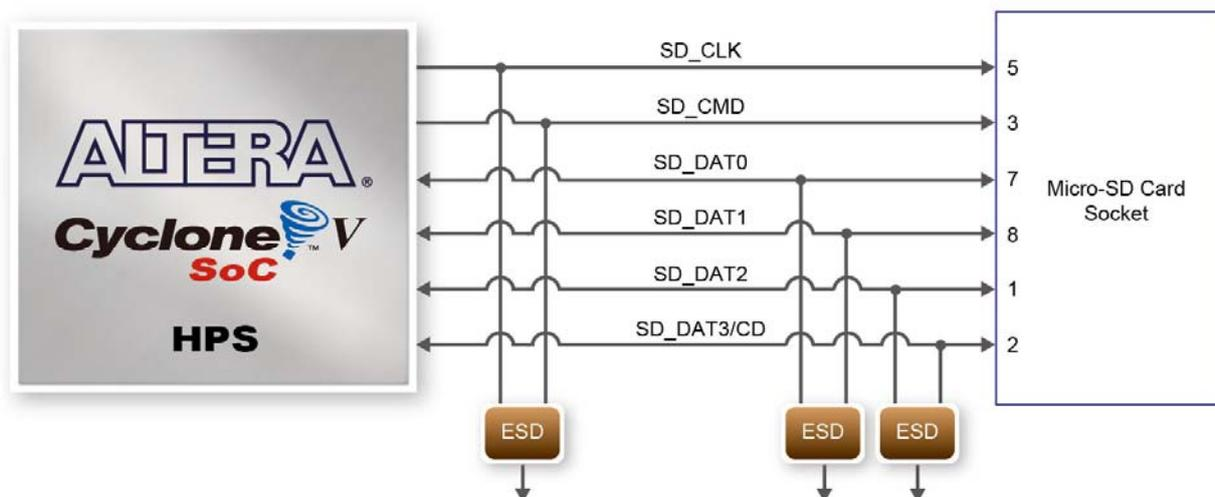 ALTERA®
Cyclone™ V
SoC
HPS
SD_CLK
5
SD_CMD
3
SD_DAT0
7
SD_DAT1
8
SD_DAT2
1
SD_DAT3/CD
2
Micro-SD Card
Socket
ESD
ESD
ESD